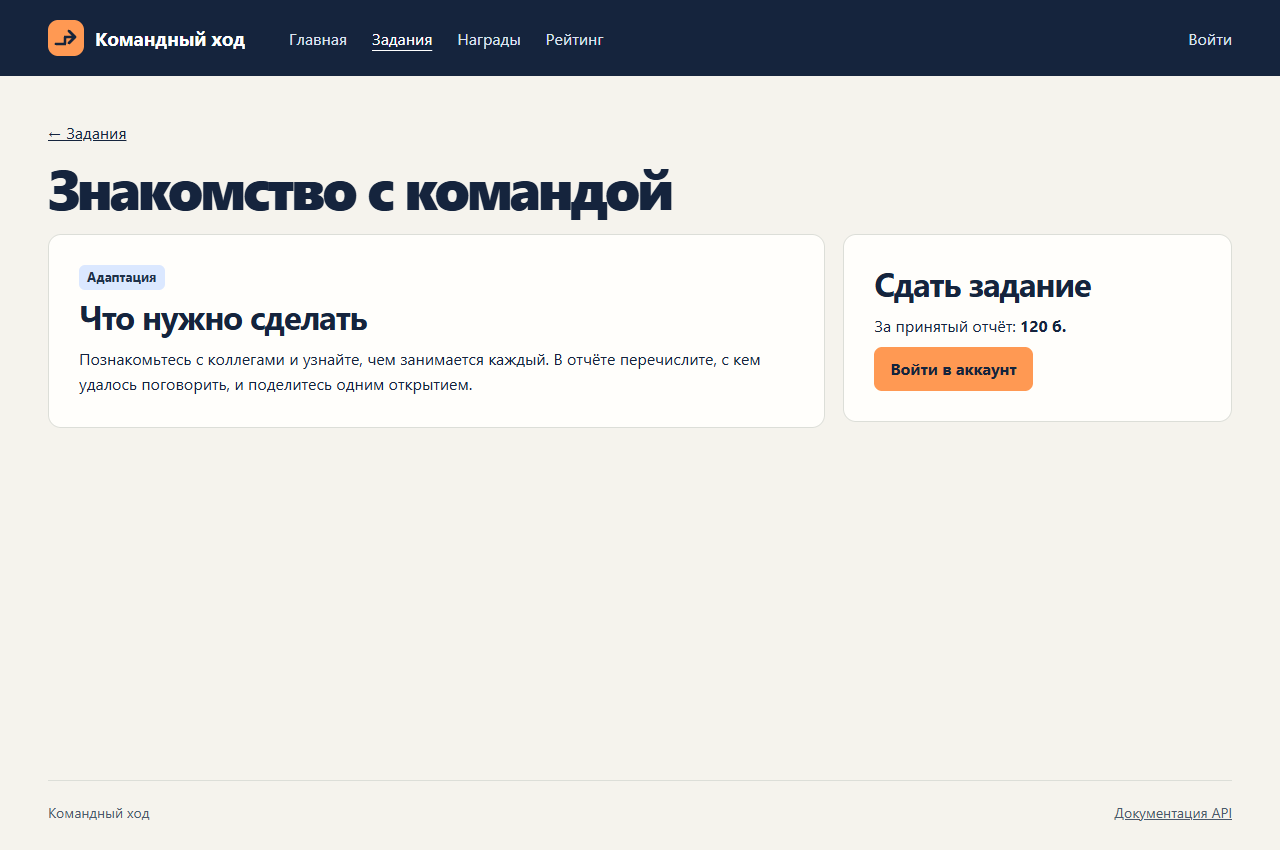 Командный ход
Главная
Задания
Награды
Рейтинг
Войти
← Задания
Знакомство с командой
Адаптация
Что нужно сделать
Познакомьтесь с коллегами и узнайте, чем занимается каждый. В отчёте перечислите, с кем
удалось поговорить, и поделитесь одним открытием.
Сдать задание
За принятый отчёт: 120 б.
Войти в аккаунт
Командный ход
Документация API